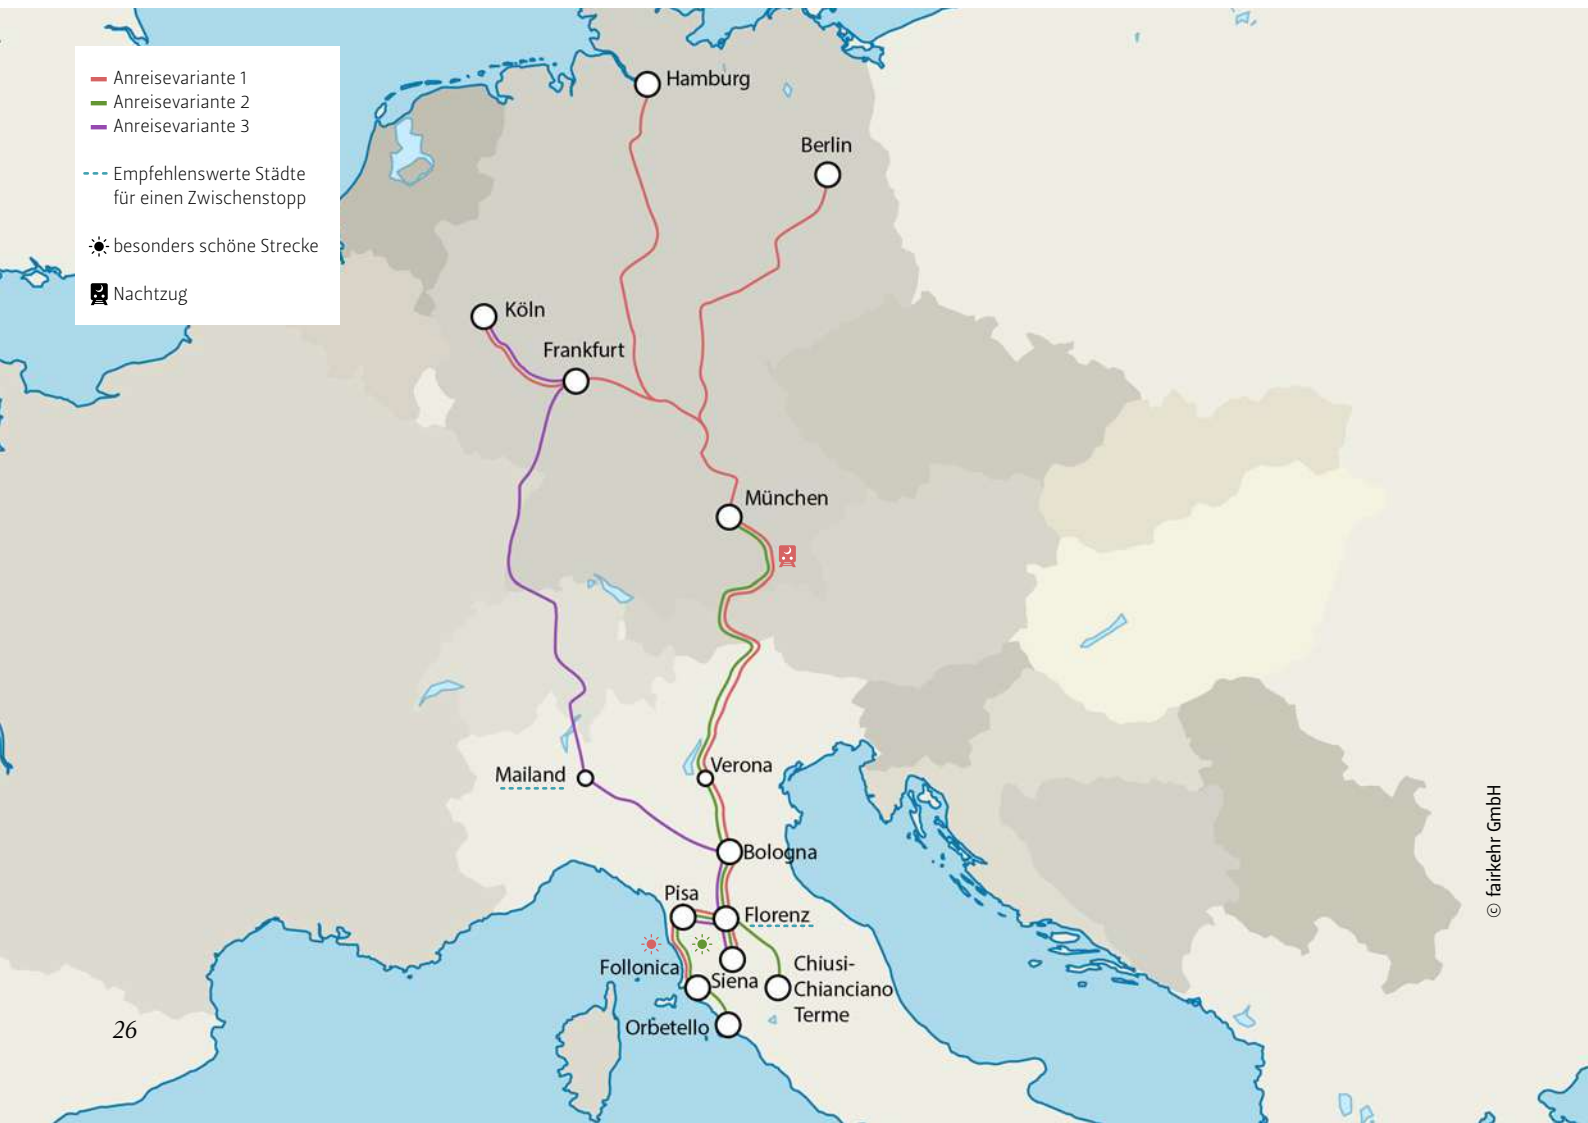 Anreisevariante 1
Anreisevariante 2
Anreisevariante 3
Empfehlenswerte Städte
für einen Zwischenstopp
besonders schöne Strecke
Nachtzug
Hamburg
Berlin
Köln
Frankfurt
München
Mailand
Verona
Bologna
Pisa
Florenz
Follonica
Siena
Chiusi-
Chianciano
Terme
Orbetello
26
© fairkehr GmbH